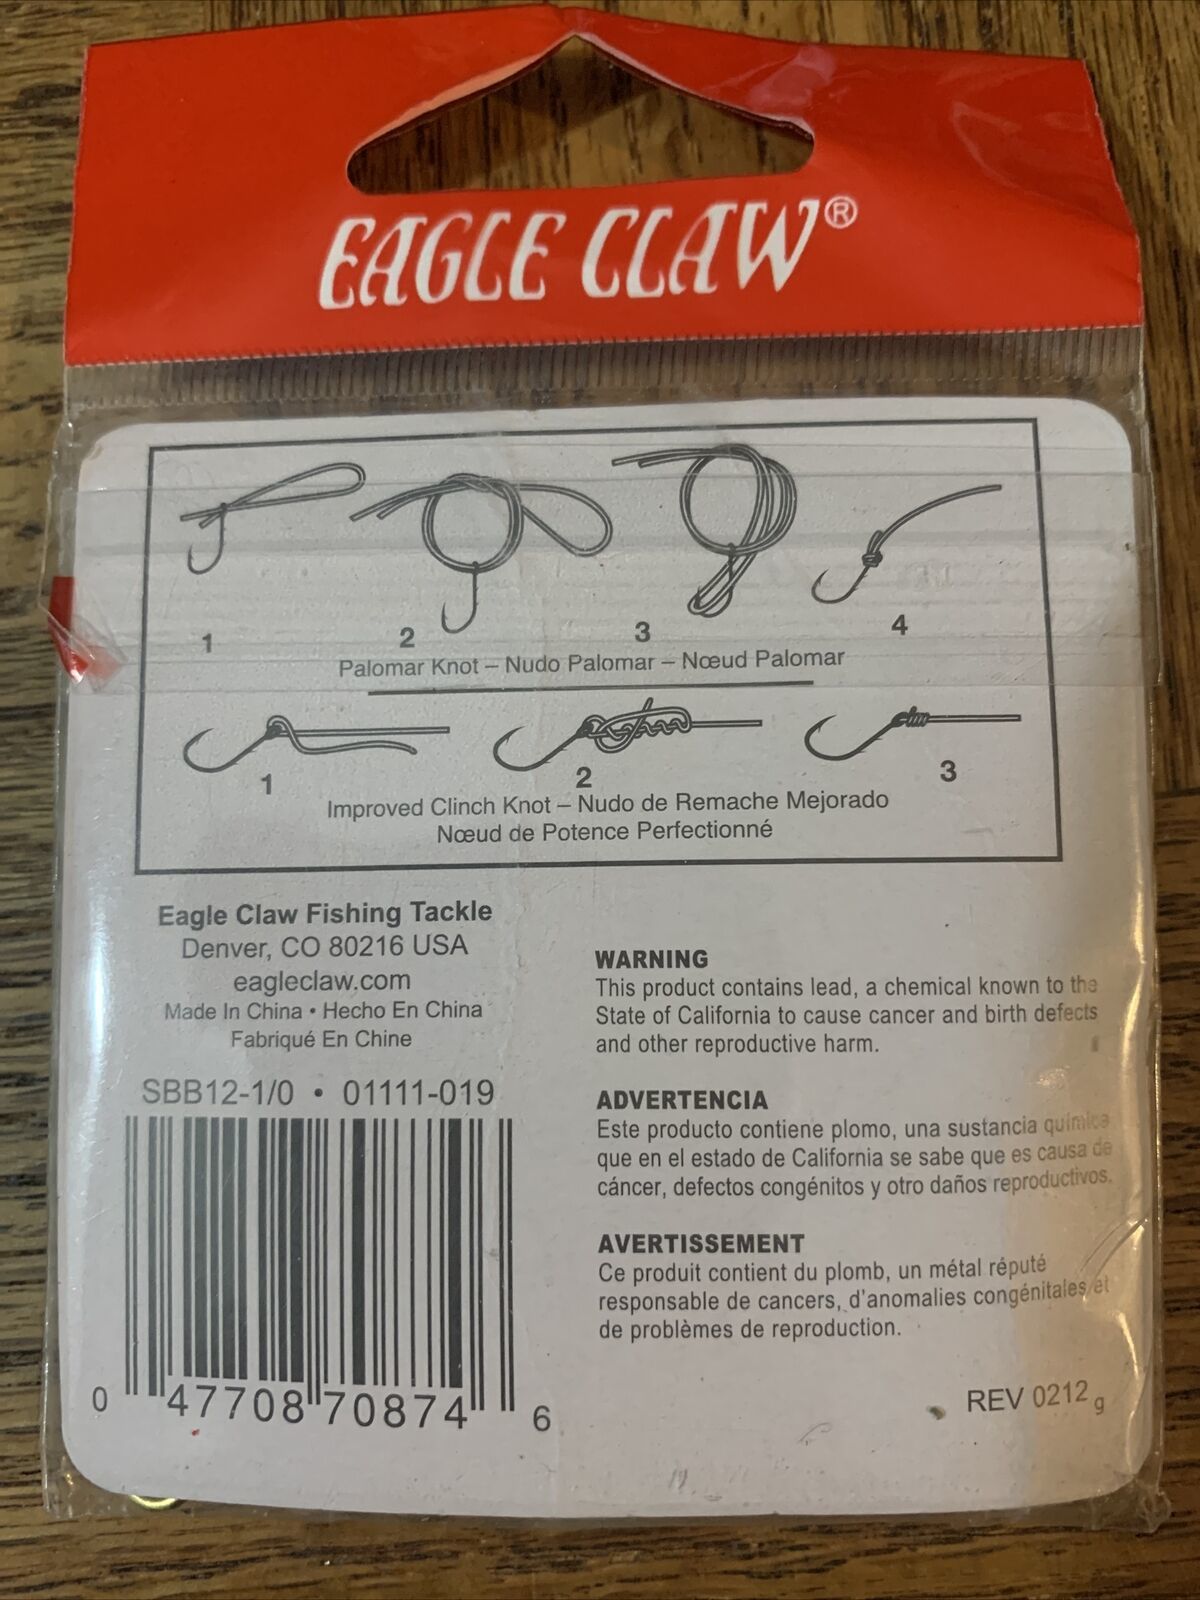 EAGLE CLAW®
1
2
3
4
Palomar Knot – Nudo Palomar – Nœud Palomar
1
2
3
Improved Clinch Knot – Nudo de Remache Mejorado
Nœud de Potence Perfectionné
Eagle Claw Fishing Tackle
Denver, CO 80216 USA
eagleclaw.com
Made In China • Hecho En China
Fabriqué En Chine
SBB12-1/0 • 01111-019
0 47708 70874 6
WARNING
This product contains lead, a chemical known to the
State of California to cause cancer and birth defects
and other reproductive harm.
ADVERTENCIA
Este producto contiene plomo, una sustancia química
que en el estado de California se sabe que es causa de
cáncer, defectos congénitos y otro daños reproductivos.
AVERTISSEMENT
Ce produit contient du plomb, un métal réputé
responsable de cancers, d'anomalies congénitales et
de problèmes de reproduction.
REV 0212 g